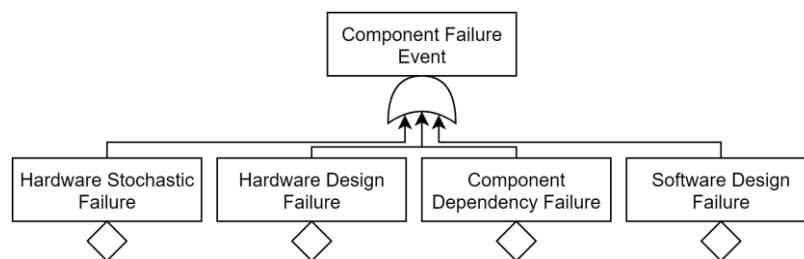 Component Failure
Event
Hardware Stochastic
Failure
Hardware Design
Failure
Component
Dependency Failure
Software Design
Failure